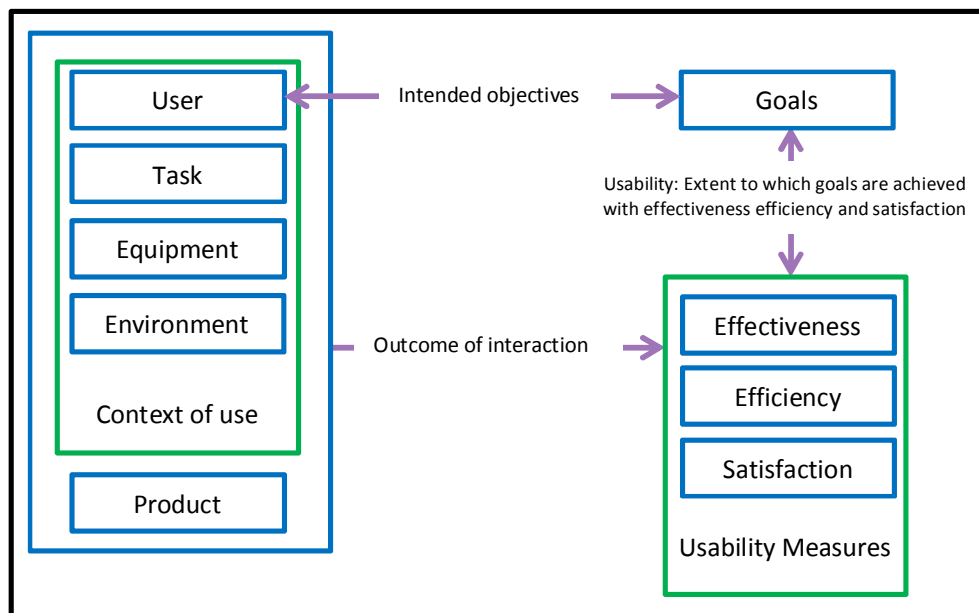 User
Intended objectives
Goals
Task
Usability: Extent to which goals are achieved
with effectiveness efficiency and satisfaction
Equipment
Environment
Outcome of interaction
Effectiveness
Efficiency
Context of use
Satisfaction
Product
Usability Measures